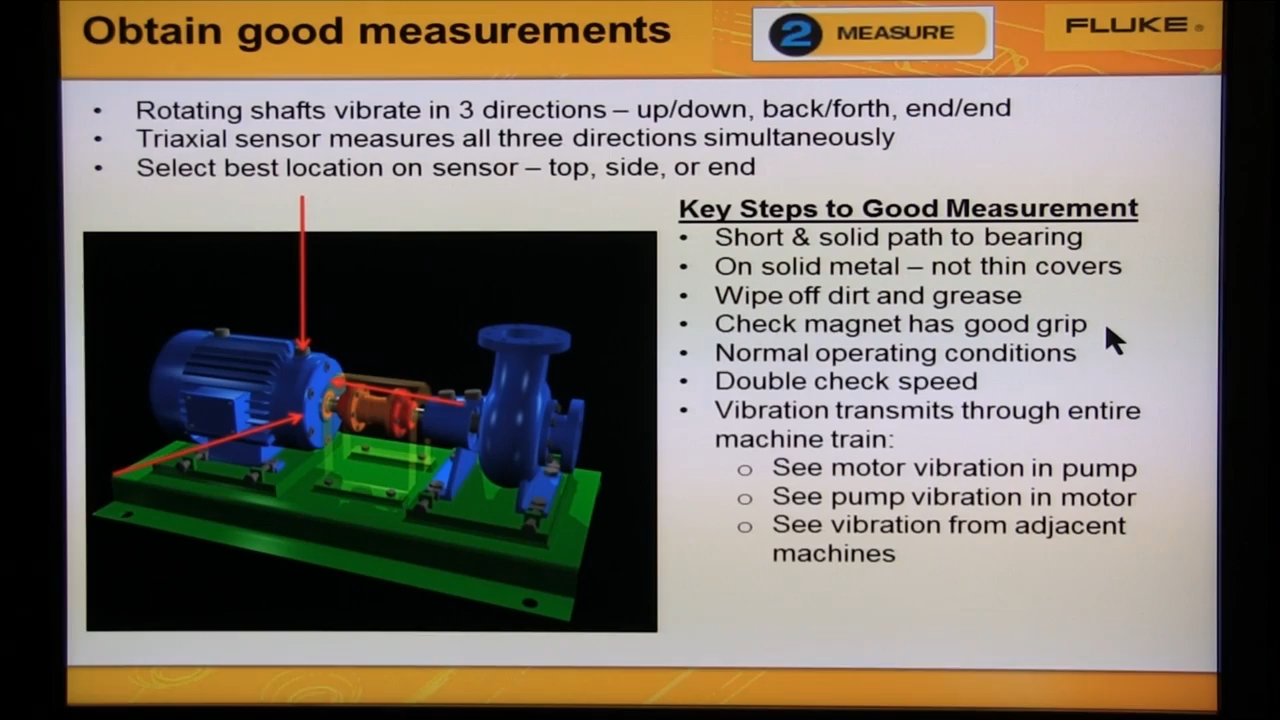 Obtain good measurements
2 MEASURE
FLUKE®
• Rotating shafts vibrate in 3 directions – up/down, back/forth, end/end
• Triaxial sensor measures all three directions simultaneously
• Select best location on sensor – top, side, or end
Key Steps to Good Measurement
• Short & solid path to bearing
• On solid metal – not thin covers
• Wipe off dirt and grease
• Check magnet has good grip
• Normal operating conditions
• Double check speed
• Vibration transmits through entire
machine train:
o See motor vibration in pump
o See pump vibration in motor
o See vibration from adjacent
machines